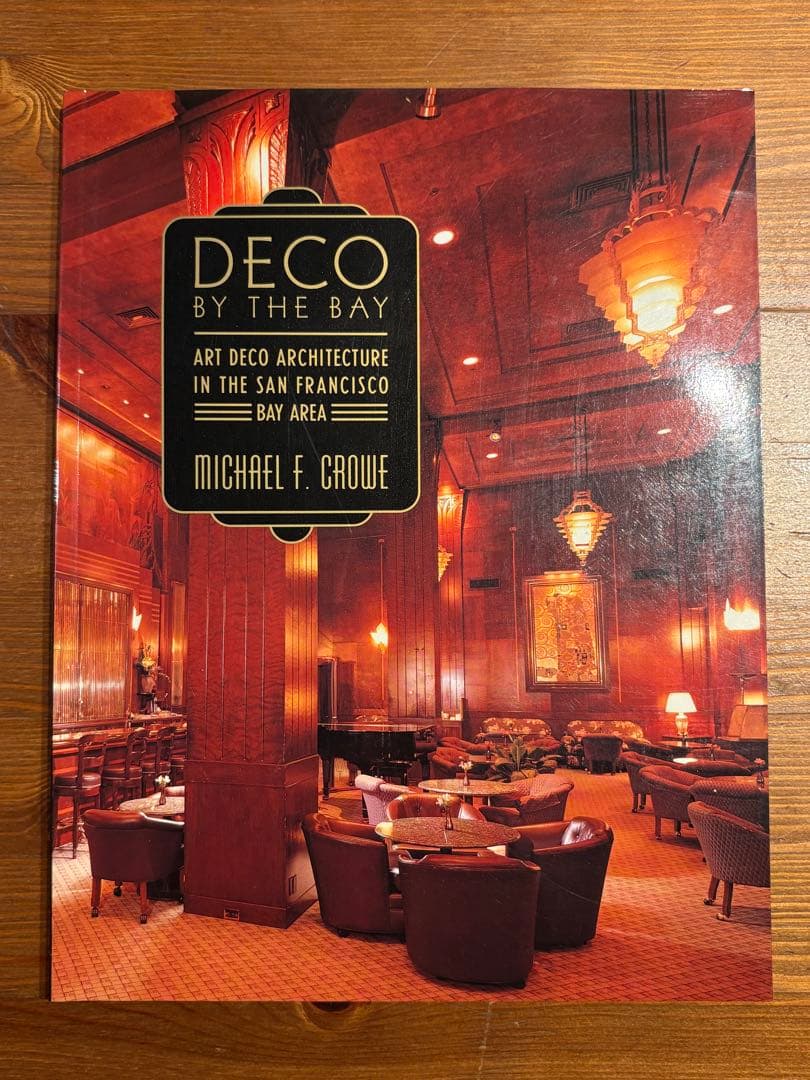 DECO
BY THE BAY
ART DECO ARCHITECTURE
IN THE SAN FRANCISCO
BAY AREA
MICHAEL F. CROWE